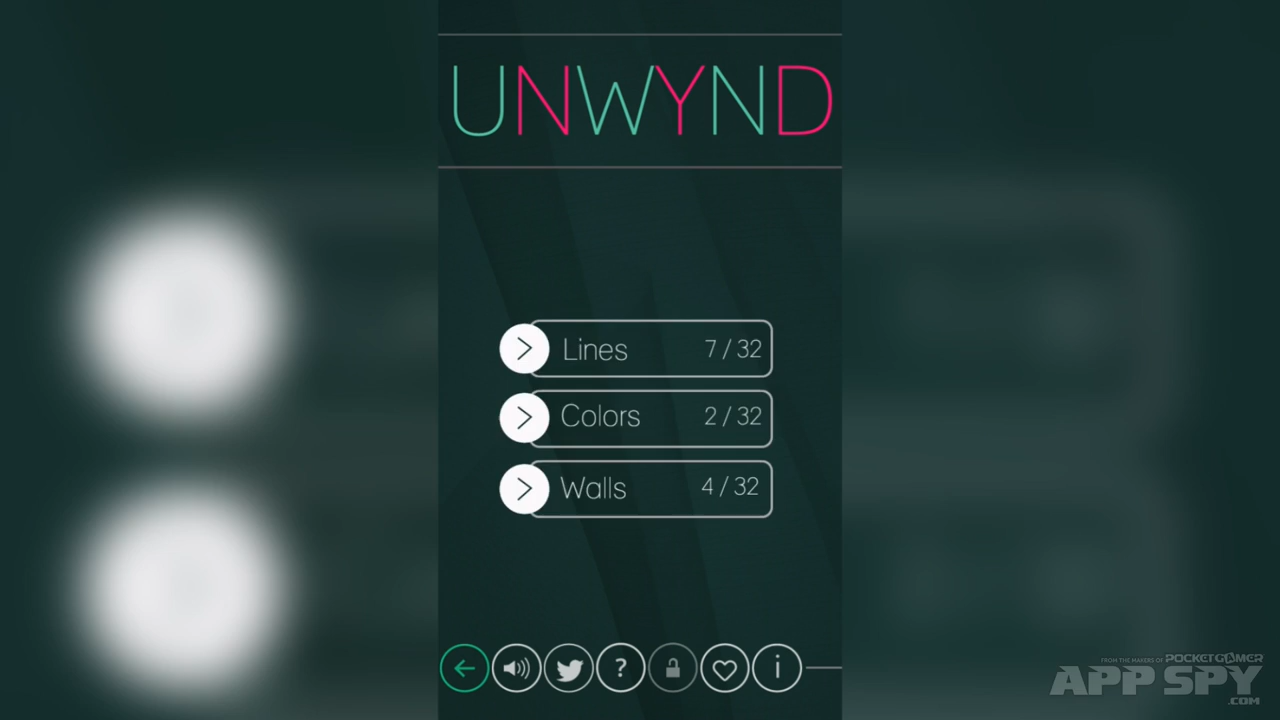 UNWYND
Lines 7 / 32
Colors 2 / 32
Walls 4 / 32
?
i
FROM THE MAKERS OF POCKETGAMER
APP SPY
.COM